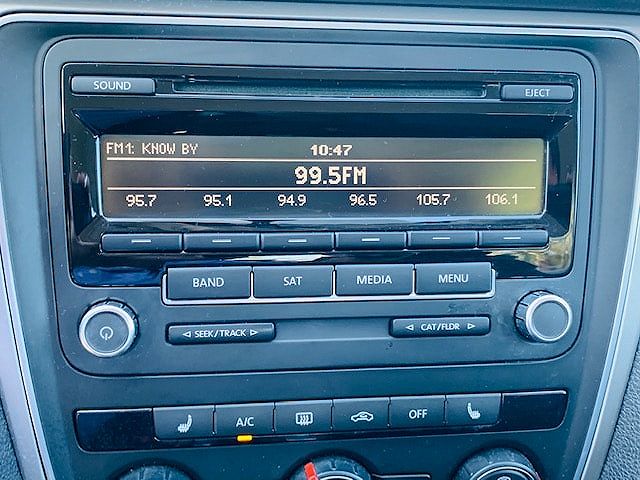 SOUND EJECT
FM1: KNOW BY 10:47
99.5FM
95.7 95.1 94.9 96.5 105.7 106.1
BAND SAT MEDIA MENU
SEEK/TRACK CAT/FLDR
A/C OFF